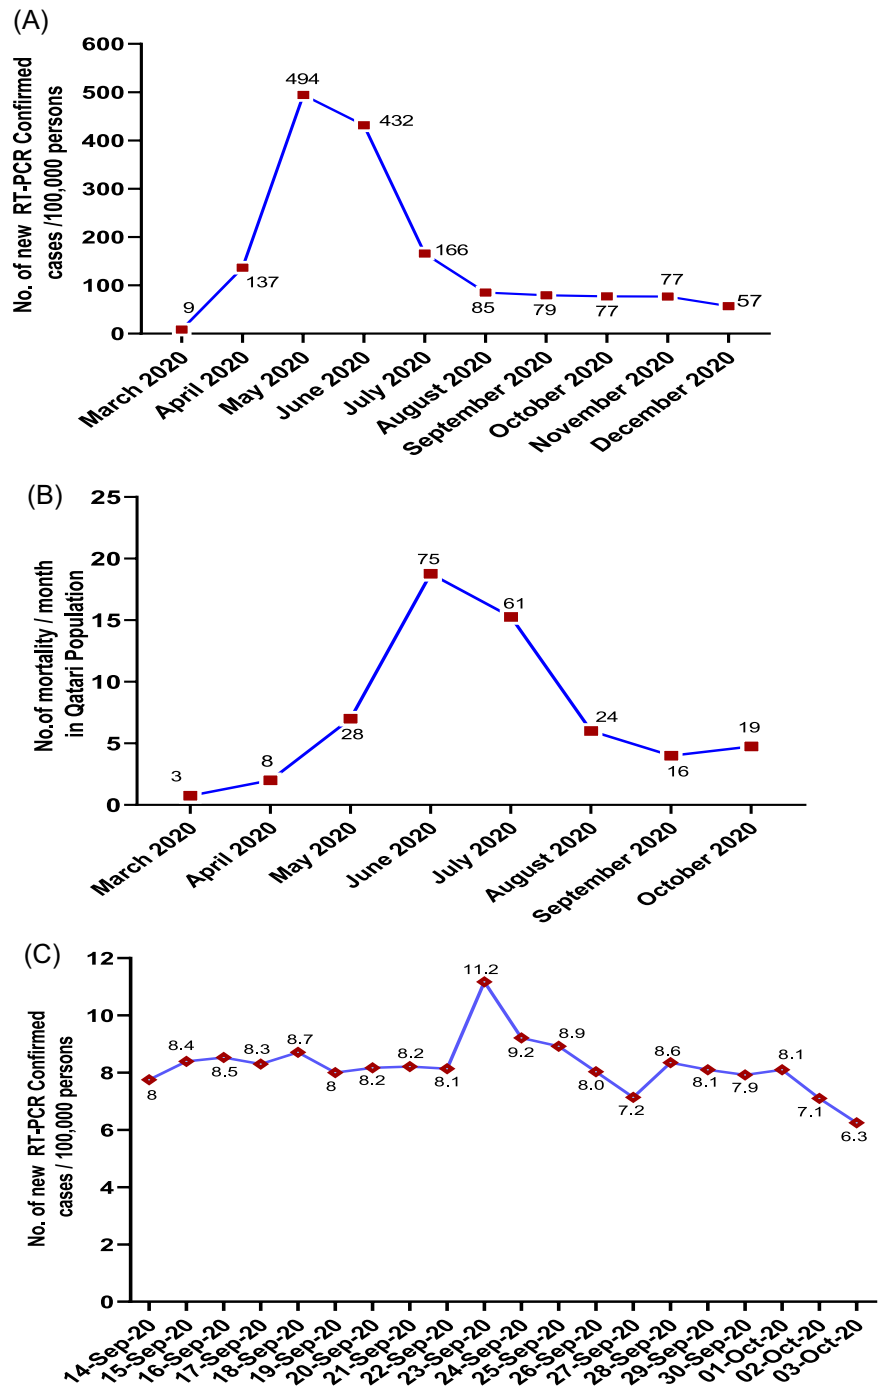 (A)
No. of new RT-PCR Confirmed
cases /100,000 persons
600
500
400
300
200
100
0
9
137
494
432
166
85
79
77
77
57
March 2020
April 2020
May 2020
June 2020
July 2020
August 2020
September 2020
October 2020
November 2020
December 2020
(B)
No.of mortality / month
in Qatari Population
25
20
15
10
5
0
3
8
28
75
61
24
16
19
March 2020
April 2020
May 2020
June 2020
July 2020
August 2020
September 2020
October 2020
(C)
No. of new RT-PCR Confirmed
cases / 100,000 persons
12
10
8
6
4
2
0
8
8.4
8.5
8.3
8.7
8
8.2
8.2
8.1
11.2
9.2
8.9
8.0
7.2
8.6
8.1
7.9
8.1
7.1
6.3
14-Sep-20
15-Sep-20
16-Sep-20
17-Sep-20
18-Sep-20
19-Sep-20
20-Sep-20
21-Sep-20
22-Sep-20
23-Sep-20
24-Sep-20
25-Sep-20
26-Sep-20
27-Sep-20
28-Sep-20
29-Sep-20
30-Sep-20
01-Oct-20
02-Oct-20
03-Oct-20